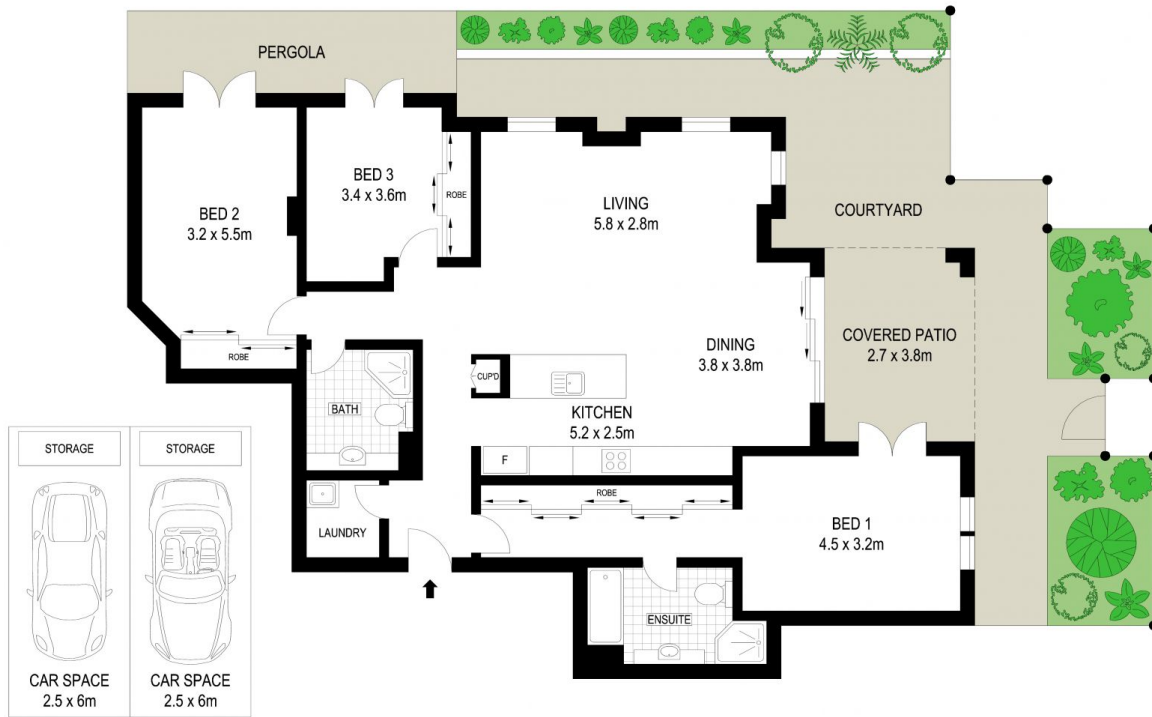 PERGOLA
BED 2
3.2 x 5.5m
BED 3
3.4 x 3.6m
ROBE
LIVING
5.8 x 2.8m
COURTYARD
ROBE
CUP'D
DINING
3.8 x 3.8m
COVERED PATIO
2.7 x 3.8m
BATH
KITCHEN
5.2 x 2.5m
F
STORAGE
STORAGE
LAUNDRY
ROBE
BED 1
4.5 x 3.2m
ENSUITE
CAR SPACE
2.5 x 6m
CAR SPACE
2.5 x 6m